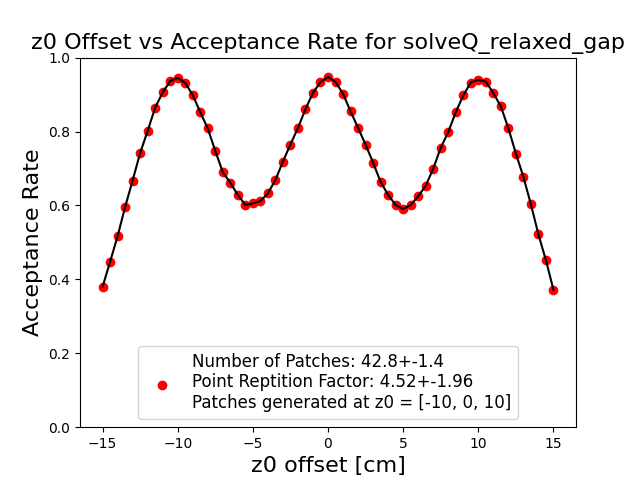 z0 Offset vs Acceptance Rate for solveQ_relaxed_gap
1.0
0.8
0.6
0.4
0.2
0.0
Acceptance Rate
Number of Patches: 42.8+-1.4
Point Reptition Factor: 4.52+-1.96
Patches generated at z0 = [-10, 0, 10]
−15 −10 −5 0 5 10 15
z0 offset [cm]